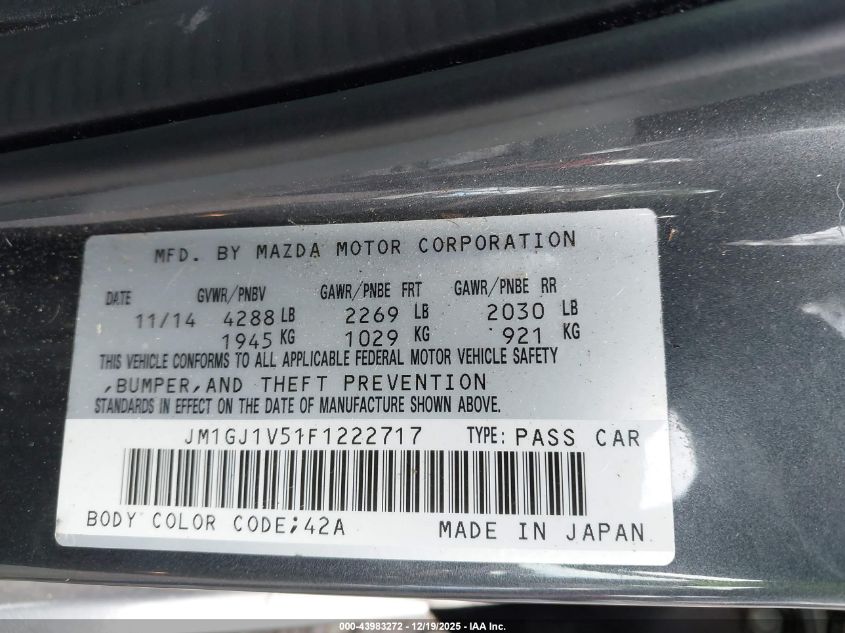 MFD. BY MAZDA MOTOR CORPORATION
DATE GVWR/PNBV GAWR/PNBE FRT GAWR/PNBE RR
11/14 4288 LB 2269 LB 2030 LB
1945 KG 1029 KG 921 KG
THIS VEHICLE CONFORMS TO ALL APPLICABLE FEDERAL MOTOR VEHICLE SAFETY
,BUMPER,AND THEFT PREVENTION
STANDARDS IN EFFECT ON THE DATE OF MANUFACTURE SHOWN ABOVE.
JM1GJ1V51F1222717 TYPE: PASS CAR
BODY COLOR CODE;42A MADE IN JAPAN
000-43983272 - 12/19/2025 - IAA Inc.